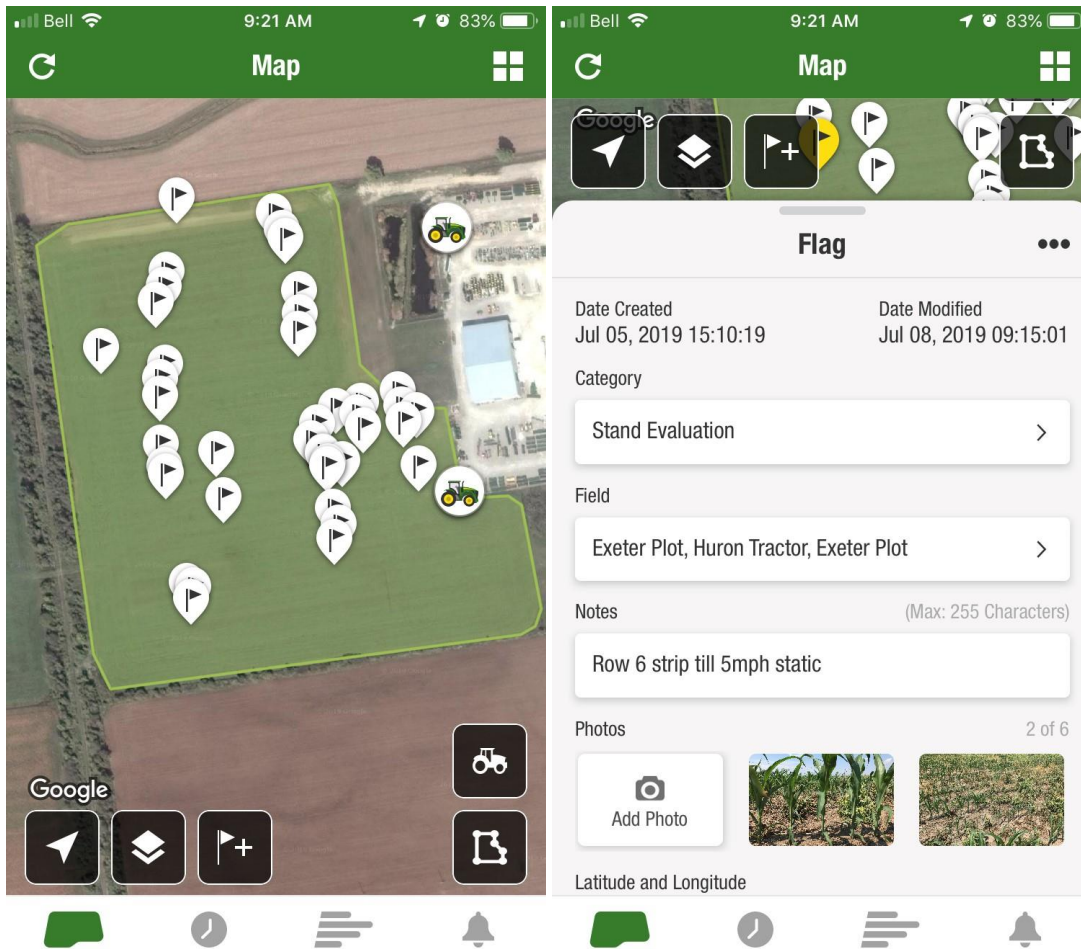 Bell 9:21 AM 83%
Map
Google
Bell 9:21 AM 83%
Map
Google
Flag
Date Created Date Modified
Jul 05, 2019 15:10:19 Jul 08, 2019 09:15:01
Category
Stand Evaluation
Field
Exeter Plot, Huron Tractor, Exeter Plot
Notes (Max: 255 Characters)
Row 6 strip till 5mph static
Photos 2 of 6
Add Photo
Latitude and Longitude